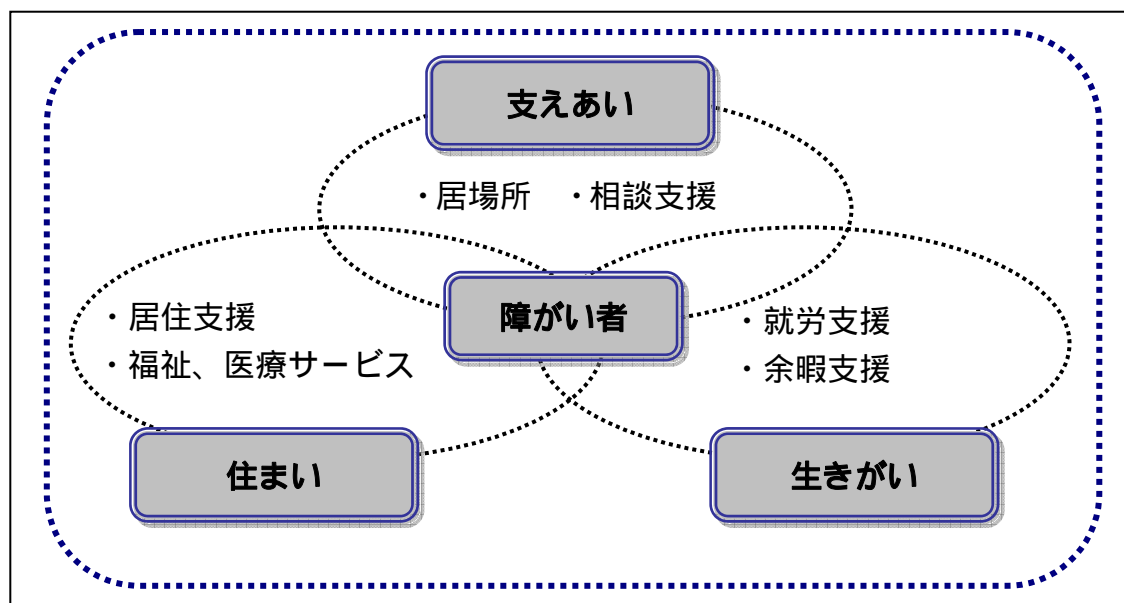 支えあい
・居場所　・相談支援
障がい者
・居住支援
・福祉、医療サービス
・就労支援
・余暇支援
住まい
生きがい